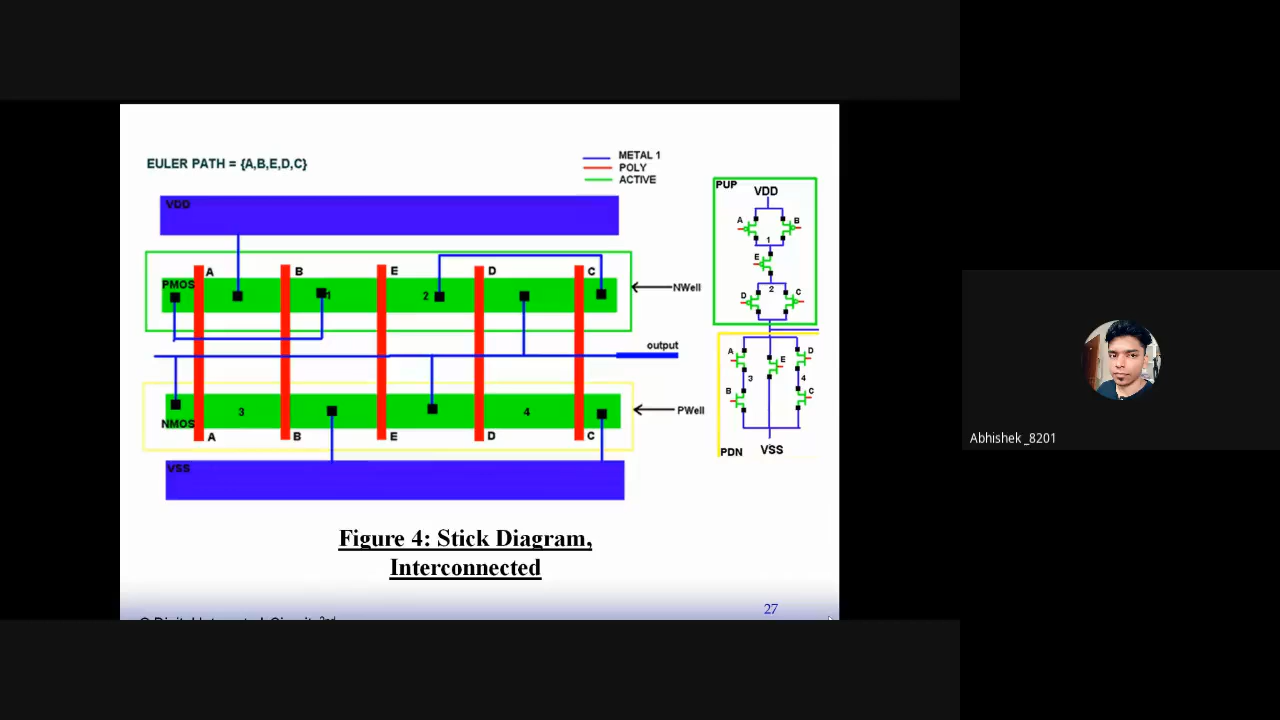 EULER PATH = {A,B,E,D,C}
METAL 1
POLY
ACTIVE
VDD
A
B
E
D
C
PMOS
1
2
NWell
output
3
4
NMOS
PWell
A
B
E
D
C
VSS
PUP
VDD
A
B
1
E
2
D
C
A
E
D
3
4
B
C
PDN
VSS
Figure 4: Stick Diagram,
Interconnected
27
Abhishek _8201